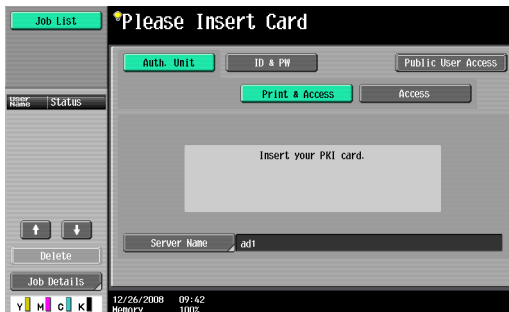 Job List
Please Insert Card
Auth. Unit
ID & PW
Public User Access
Print & Access
Access
User Name
Status
Insert your PKI card.
Server Name
ad1
Delete
Job Details
Y M C K
12/26/2008 09:42
Memory 100%